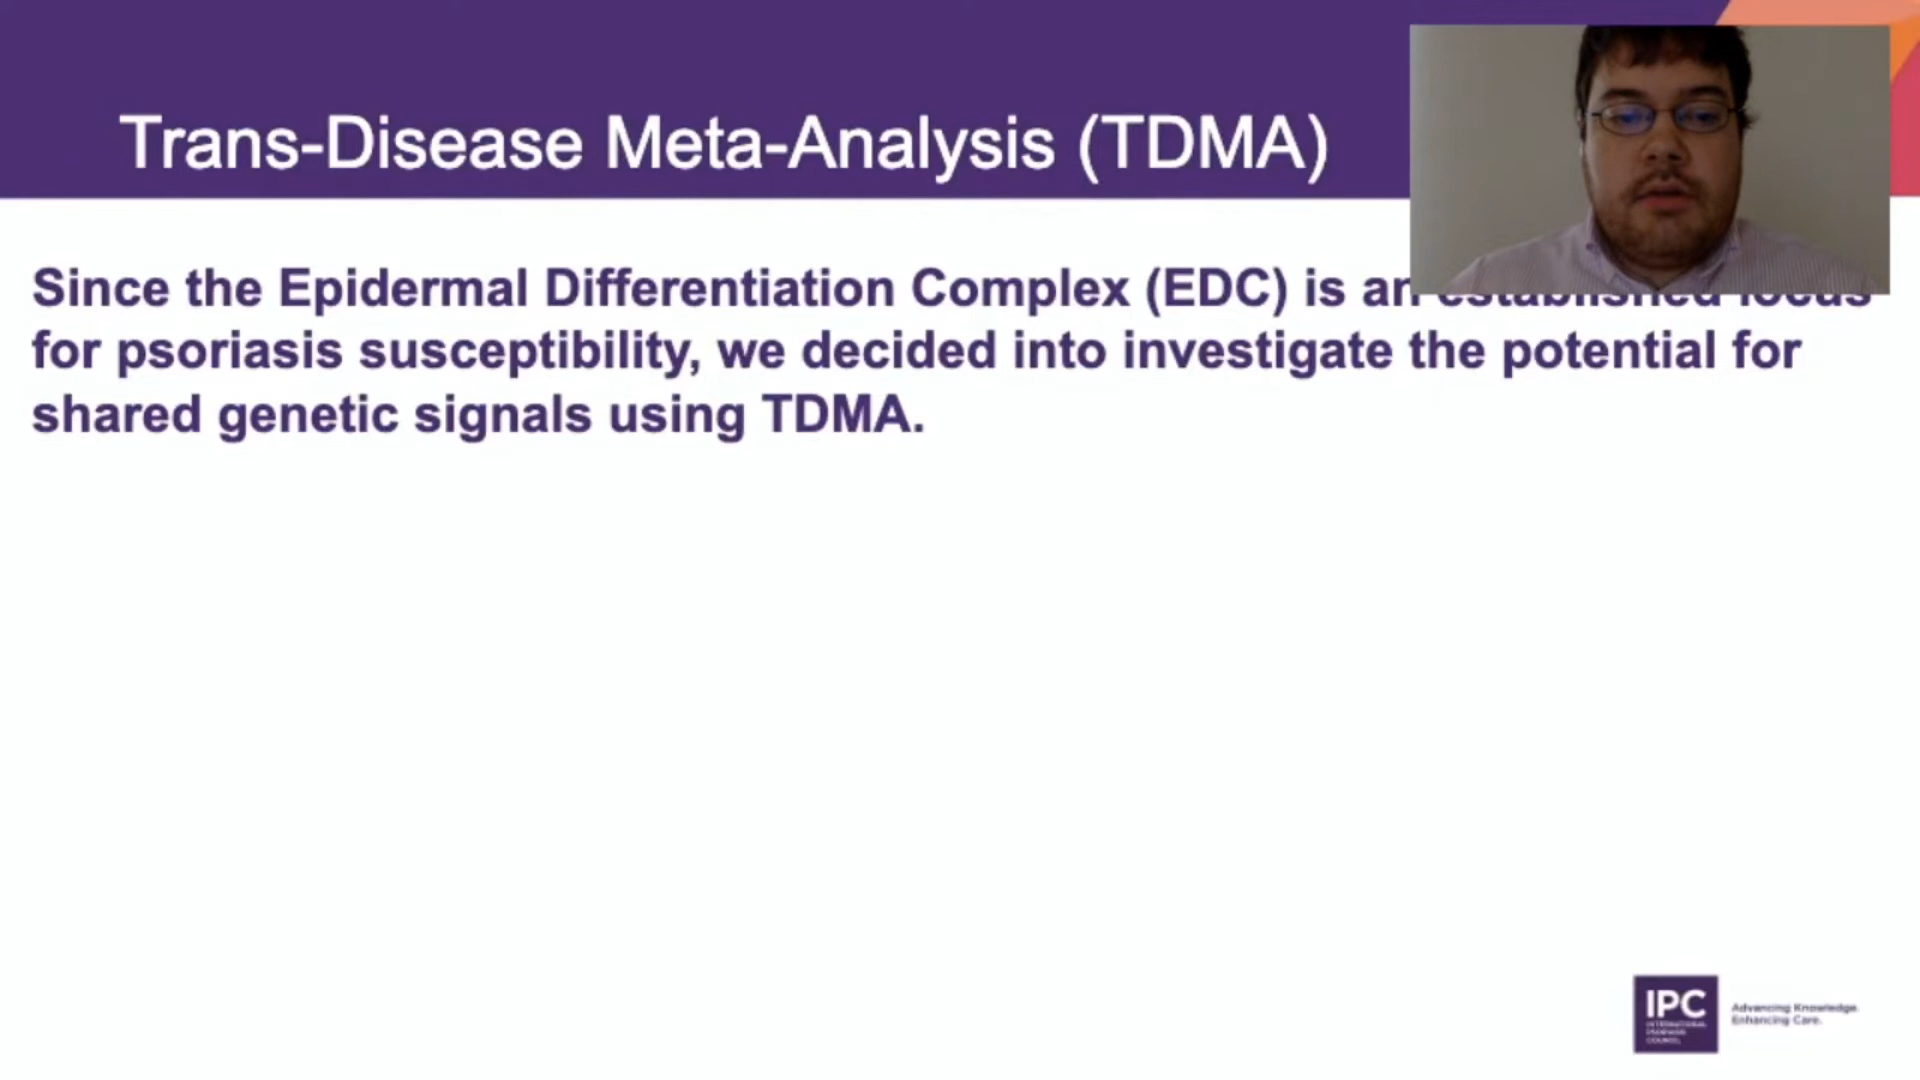 Trans-Disease Meta-Analysis (TDMA)
Since the Epidermal Differentiation Complex (EDC) is an established locus
for psoriasis susceptibility, we decided into investigate the potential for
shared genetic signals using TDMA.
IPC
INTERNATIONAL
PSORIASIS
COUNCIL
Advancing Knowledge.
Enhancing Care.